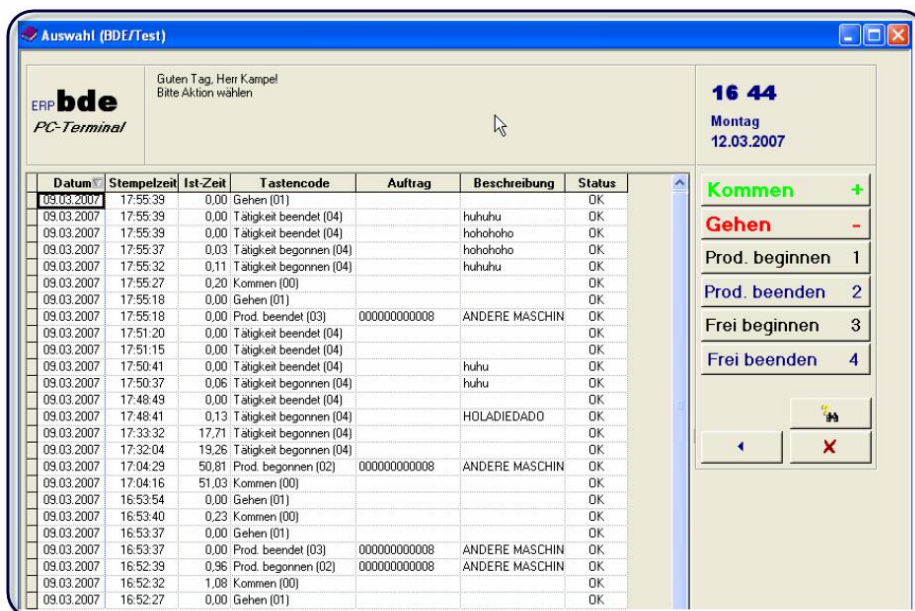 Auswahl (BDE/Test)
ERP bde
PC-Terminal
Guten Tag, Herr Kampe!
Bitte Aktion wählen
16 44
Montag
12.03.2007
Datum Stempelzeit Ist-Zeit Tastencode Auftrag Beschreibung Status
09.03.2007 17:55:39 0,00 Gehen (01) OK
09.03.2007 17:55:39 0,00 Tätigkeit beendet (04) huhuhu OK
09.03.2007 17:55:39 0,00 Tätigkeit beendet (04) hohohoho OK
09.03.2007 17:55:37 0,03 Tätigkeit begonnen (04) hohohoho OK
09.03.2007 17:55:32 0,11 Tätigkeit begonnen (04) huhuhu OK
09.03.2007 17:55:27 0,20 Kommen (00) OK
09.03.2007 17:55:18 0,00 Gehen (01) OK
09.03.2007 17:55:18 0,00 Prod. beendet (03) 000000000008 ANDERE MASCHIN OK
09.03.2007 17:51:20 0,00 Tätigkeit beendet (04) OK
09.03.2007 17:51:15 0,00 Tätigkeit beendet (04) OK
09.03.2007 17:50:41 0,00 Tätigkeit beendet (04) huhu OK
09.03.2007 17:50:37 0,06 Tätigkeit begonnen (04) huhu OK
09.03.2007 17:48:49 0,00 Tätigkeit beendet (04) OK
09.03.2007 17:48:41 0,13 Tätigkeit begonnen (04) HOLADIEDADO OK
09.03.2007 17:33:32 17,71 Tätigkeit begonnen (04) OK
09.03.2007 17:32:04 19,26 Tätigkeit begonnen (04) OK
09.03.2007 17:04:29 50,81 Prod. begonnen (02) 000000000008 ANDERE MASCHIN OK
09.03.2007 17:04:16 51,03 Kommen (00) OK
09.03.2007 16:53:54 0,00 Gehen (01) OK
09.03.2007 16:53:40 0,23 Kommen (00) OK
09.03.2007 16:53:37 0,00 Gehen (01) OK
09.03.2007 16:53:37 0,00 Prod. beendet (03) 000000000008 ANDERE MASCHIN OK
09.03.2007 16:52:39 0,96 Prod. begonnen (02) 000000000008 ANDERE MASCHIN OK
09.03.2007 16:52:32 1,08 Kommen (00) OK
09.03.2007 16:52:27 0,00 Gehen (01) OK
Kommen +
Gehen -
Prod. beginnen 1
Prod. beenden 2
Frei beginnen 3
Frei beenden 4